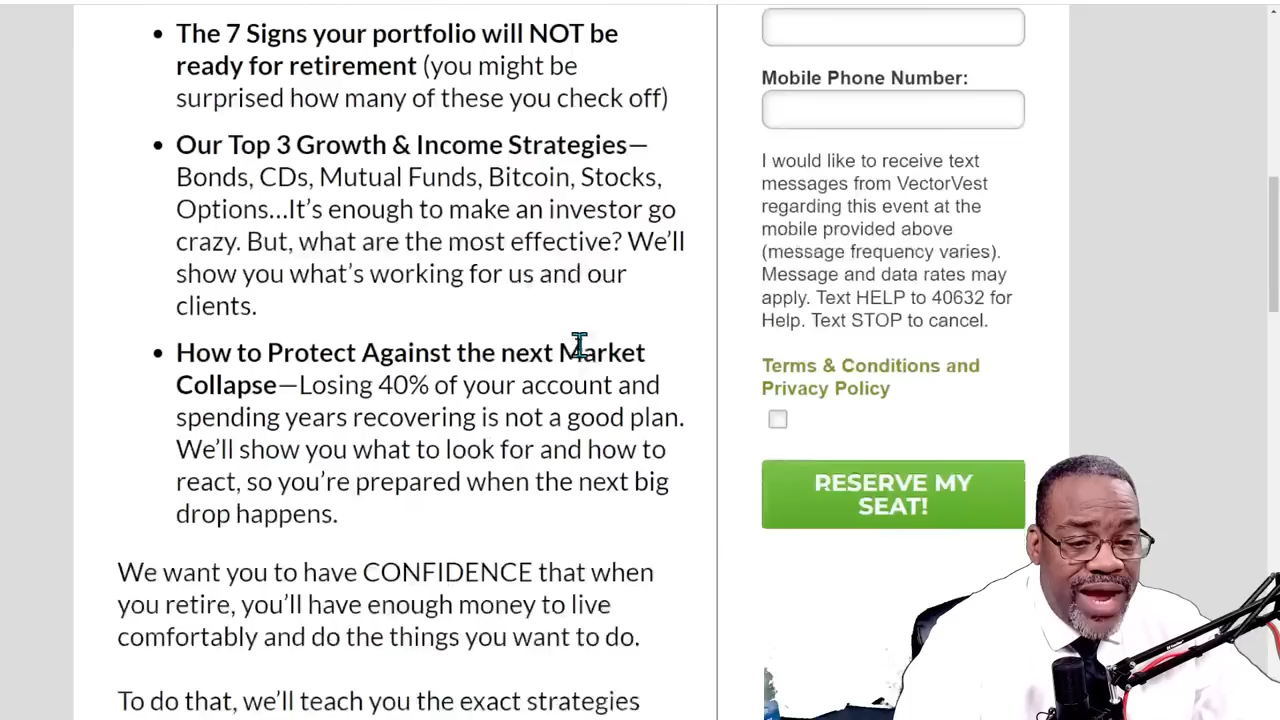 The 7 Signs your portfolio will NOT be
ready for retirement (you might be
surprised how many of these you check off)
Our Top 3 Growth & Income Strategies—
Bonds, CDs, Mutual Funds, Bitcoin, Stocks,
Options...It's enough to make an investor go
crazy. But, what are the most effective? We'll
show you what's working for us and our
clients.
How to Protect Against the next Market
Collapse—Losing 40% of your account and
spending years recovering is not a good plan.
We'll show you what to look for and how to
react, so you're prepared when the next big
drop happens.
We want you to have CONFIDENCE that when
you retire, you'll have enough money to live
comfortably and do the things you want to do.
To do that, we'll teach you the exact strategies
Mobile Phone Number:
I would like to receive text
messages from VectorVest
regarding this event at the
mobile provided above
(message frequency varies).
Message and data rates may
apply. Text HELP to 40632 for
Help. Text STOP to cancel.
Terms & Conditions and
Privacy Policy
RESERVE MY
SEAT!